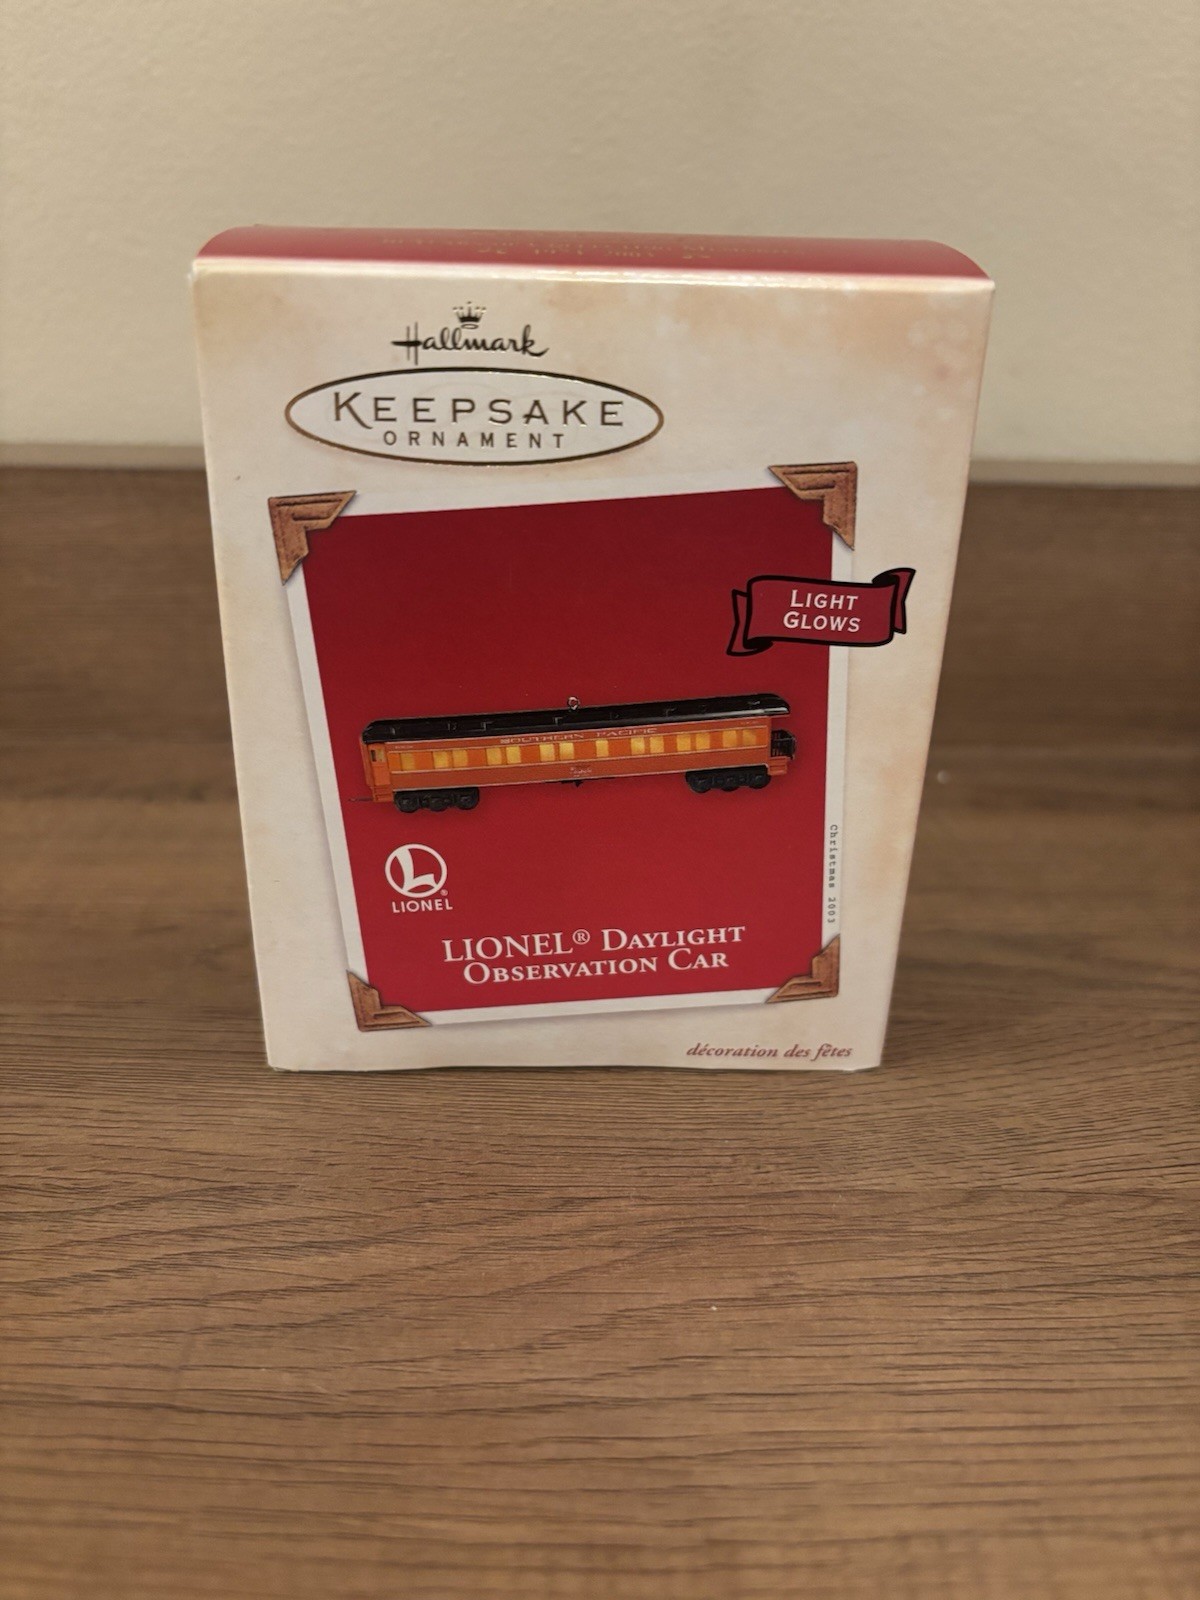 Hallmark
KEEPSAKE
ORNAMENT
LIGHT
GLOWS
SOUTHERN PACIFIC
Christmas 2003
L
LIONEL
LIONEL® DAYLIGHT
OBSERVATION CAR
décoration des fêtes